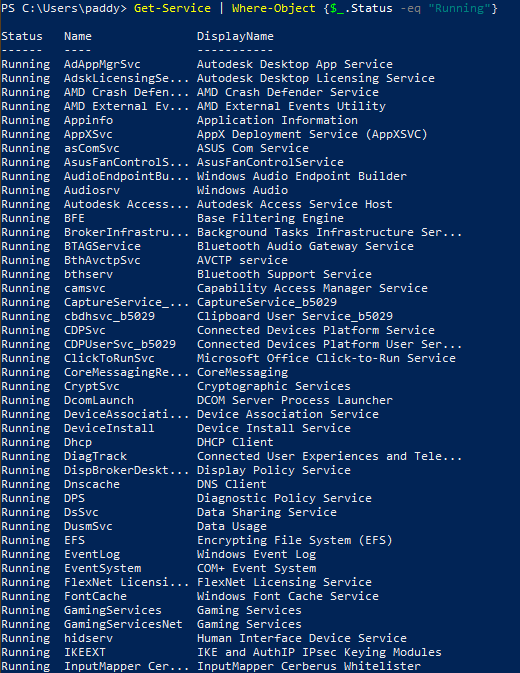 PS C:\Users\paddy> Get-Service | Where-Object {$_.Status -eq "Running"}
Status   Name               DisplayName
------   ----               -----------
Running  AdAppMgrSvc        Autodesk Desktop App Service
Running  AdskLicensingSe... Autodesk Desktop Licensing Service
Running  AMD Crash Defen... AMD Crash Defender Service
Running  AMD External Ev... AMD External Events Utility
Running  Appinfo            Application Information
Running  AppXSvc            AppX Deployment Service (AppXSVC)
Running  asComSvc           ASUS Com Service
Running  AsusFanControlS... AsusFanControlService
Running  AudioEndpointBu... Windows Audio Endpoint Builder
Running  Audiosrv           Windows Audio
Running  Autodesk Access... Autodesk Access Service Host
Running  BFE                Base Filtering Engine
Running  BrokerInfrastru... Background Tasks Infrastructure Ser...
Running  BTAGService        Bluetooth Audio Gateway Service
Running  BthAvctpSvc        AVCTP service
Running  bthserv            Bluetooth Support Service
Running  camsvc             Capability Access Manager Service
Running  CaptureService_... CaptureService_b5029
Running  cbdhsvc_b5029      Clipboard User Service_b5029
Running  CDPSvc             Connected Devices Platform Service
Running  CDPUserSvc_b5029   Connected Devices Platform User Ser...
Running  ClickToRunSvc      Microsoft Office Click-to-Run Service
Running  CoreMessagingRe... CoreMessaging
Running  CryptSvc           Cryptographic Services
Running  DcomLaunch         DCOM Server Process Launcher
Running  DeviceAssociati... Device Association Service
Running  DeviceInstall      Device Install Service
Running  Dhcp               DHCP Client
Running  DiagTrack          Connected User Experiences and Tele...
Running  DispBrokerDeskt... Display Policy Service
Running  Dnscache           DNS Client
Running  DPS                Diagnostic Policy Service
Running  DsSvc              Data Sharing Service
Running  DusmSvc            Data Usage
Running  EFS                Encrypting File System (EFS)
Running  EventLog           Windows Event Log
Running  EventSystem        COM+ Event System
Running  FlexNet Licensi... FlexNet Licensing Service
Running  FontCache          Windows Font Cache Service
Running  GamingServices     Gaming Services
Running  GamingServicesNet  Gaming Services
Running  hidserv            Human Interface Device Service
Running  IKEEXT             IKE and AuthIP IPsec Keying Modules
Running  InputMapper Cer... InputMapper Cerberus Whitelister